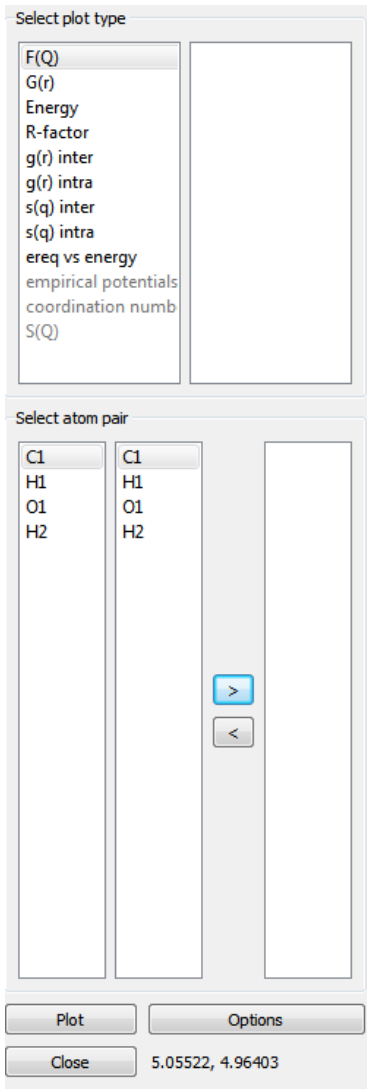 Select plot type
F(Q)
G(r)
Energy
R-factor
g(r) inter
g(r) intra
s(q) inter
s(q) intra
ereq vs energy
empirical potentials
coordination numb
S(Q)
Select atom pair
C1 C1
H1 H1
O1 O1
H2 H2
>
<
Plot Options
Close 5.05522, 4.96403